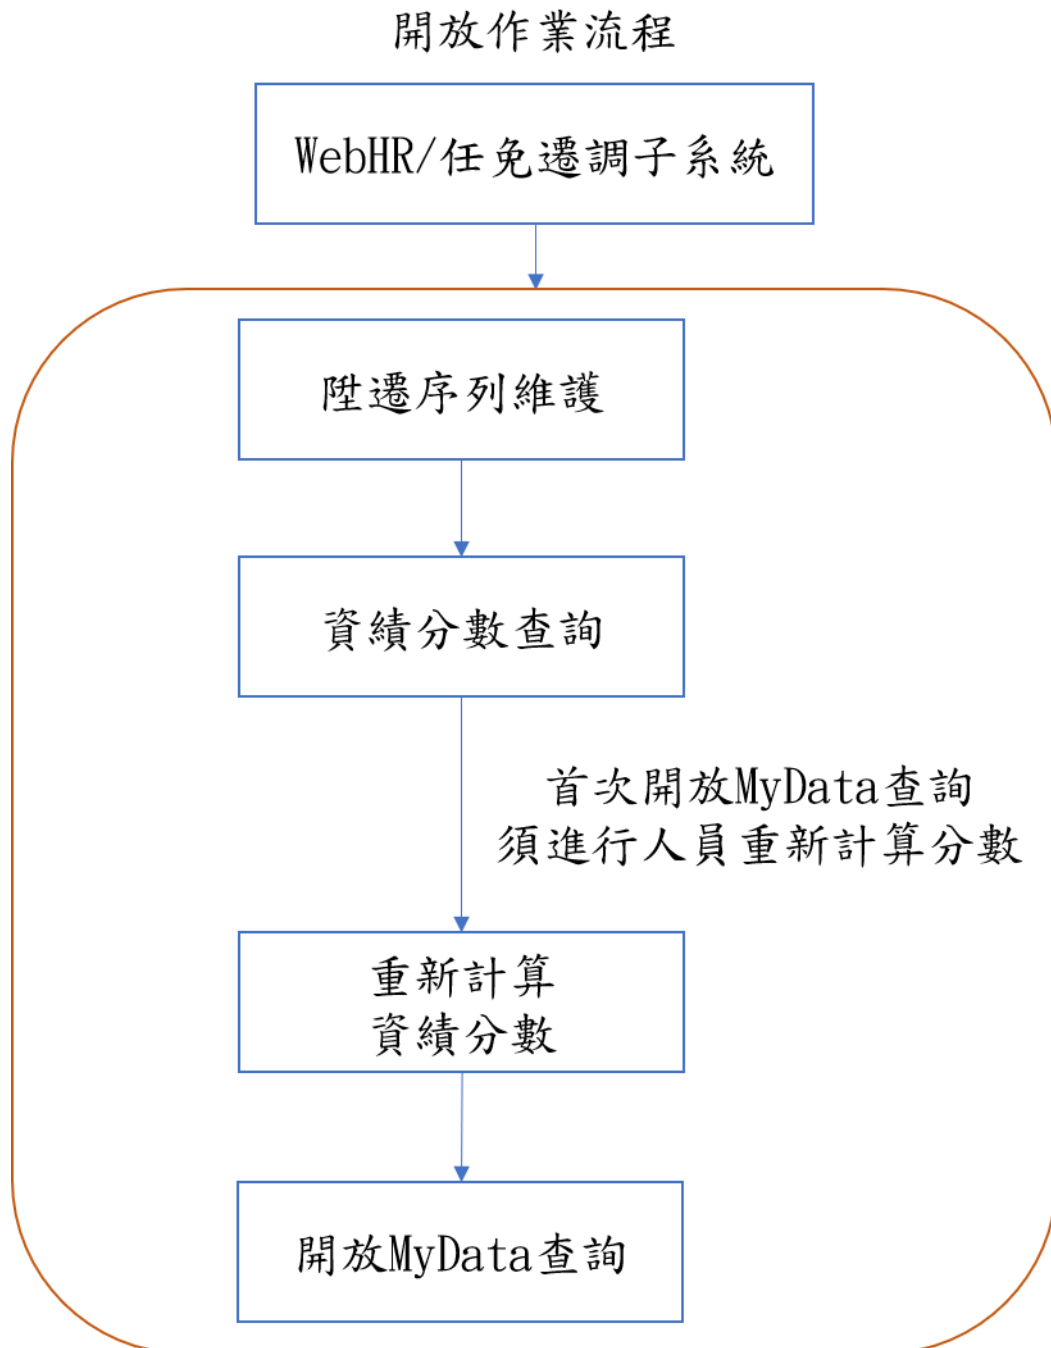 開放作業流程
WebHR/任免遷調子系統
陞遷序列維護
資績分數查詢
首次開放MyData查詢
須進行人員重新計算分數
重新計算
資績分數
開放MyData查詢